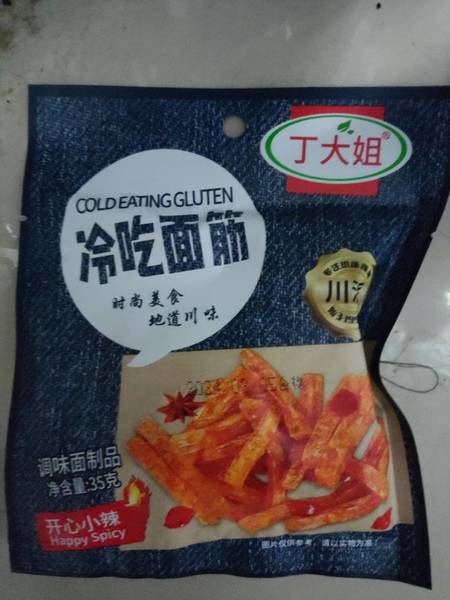 丁大姐®
COLD EATING GLUTEN
冷吃面筋
时尚美食
地道川味
调味面制品
净含量:35克
开心小辣
Happy Spicy
图片仅供参考，请以实物为准！